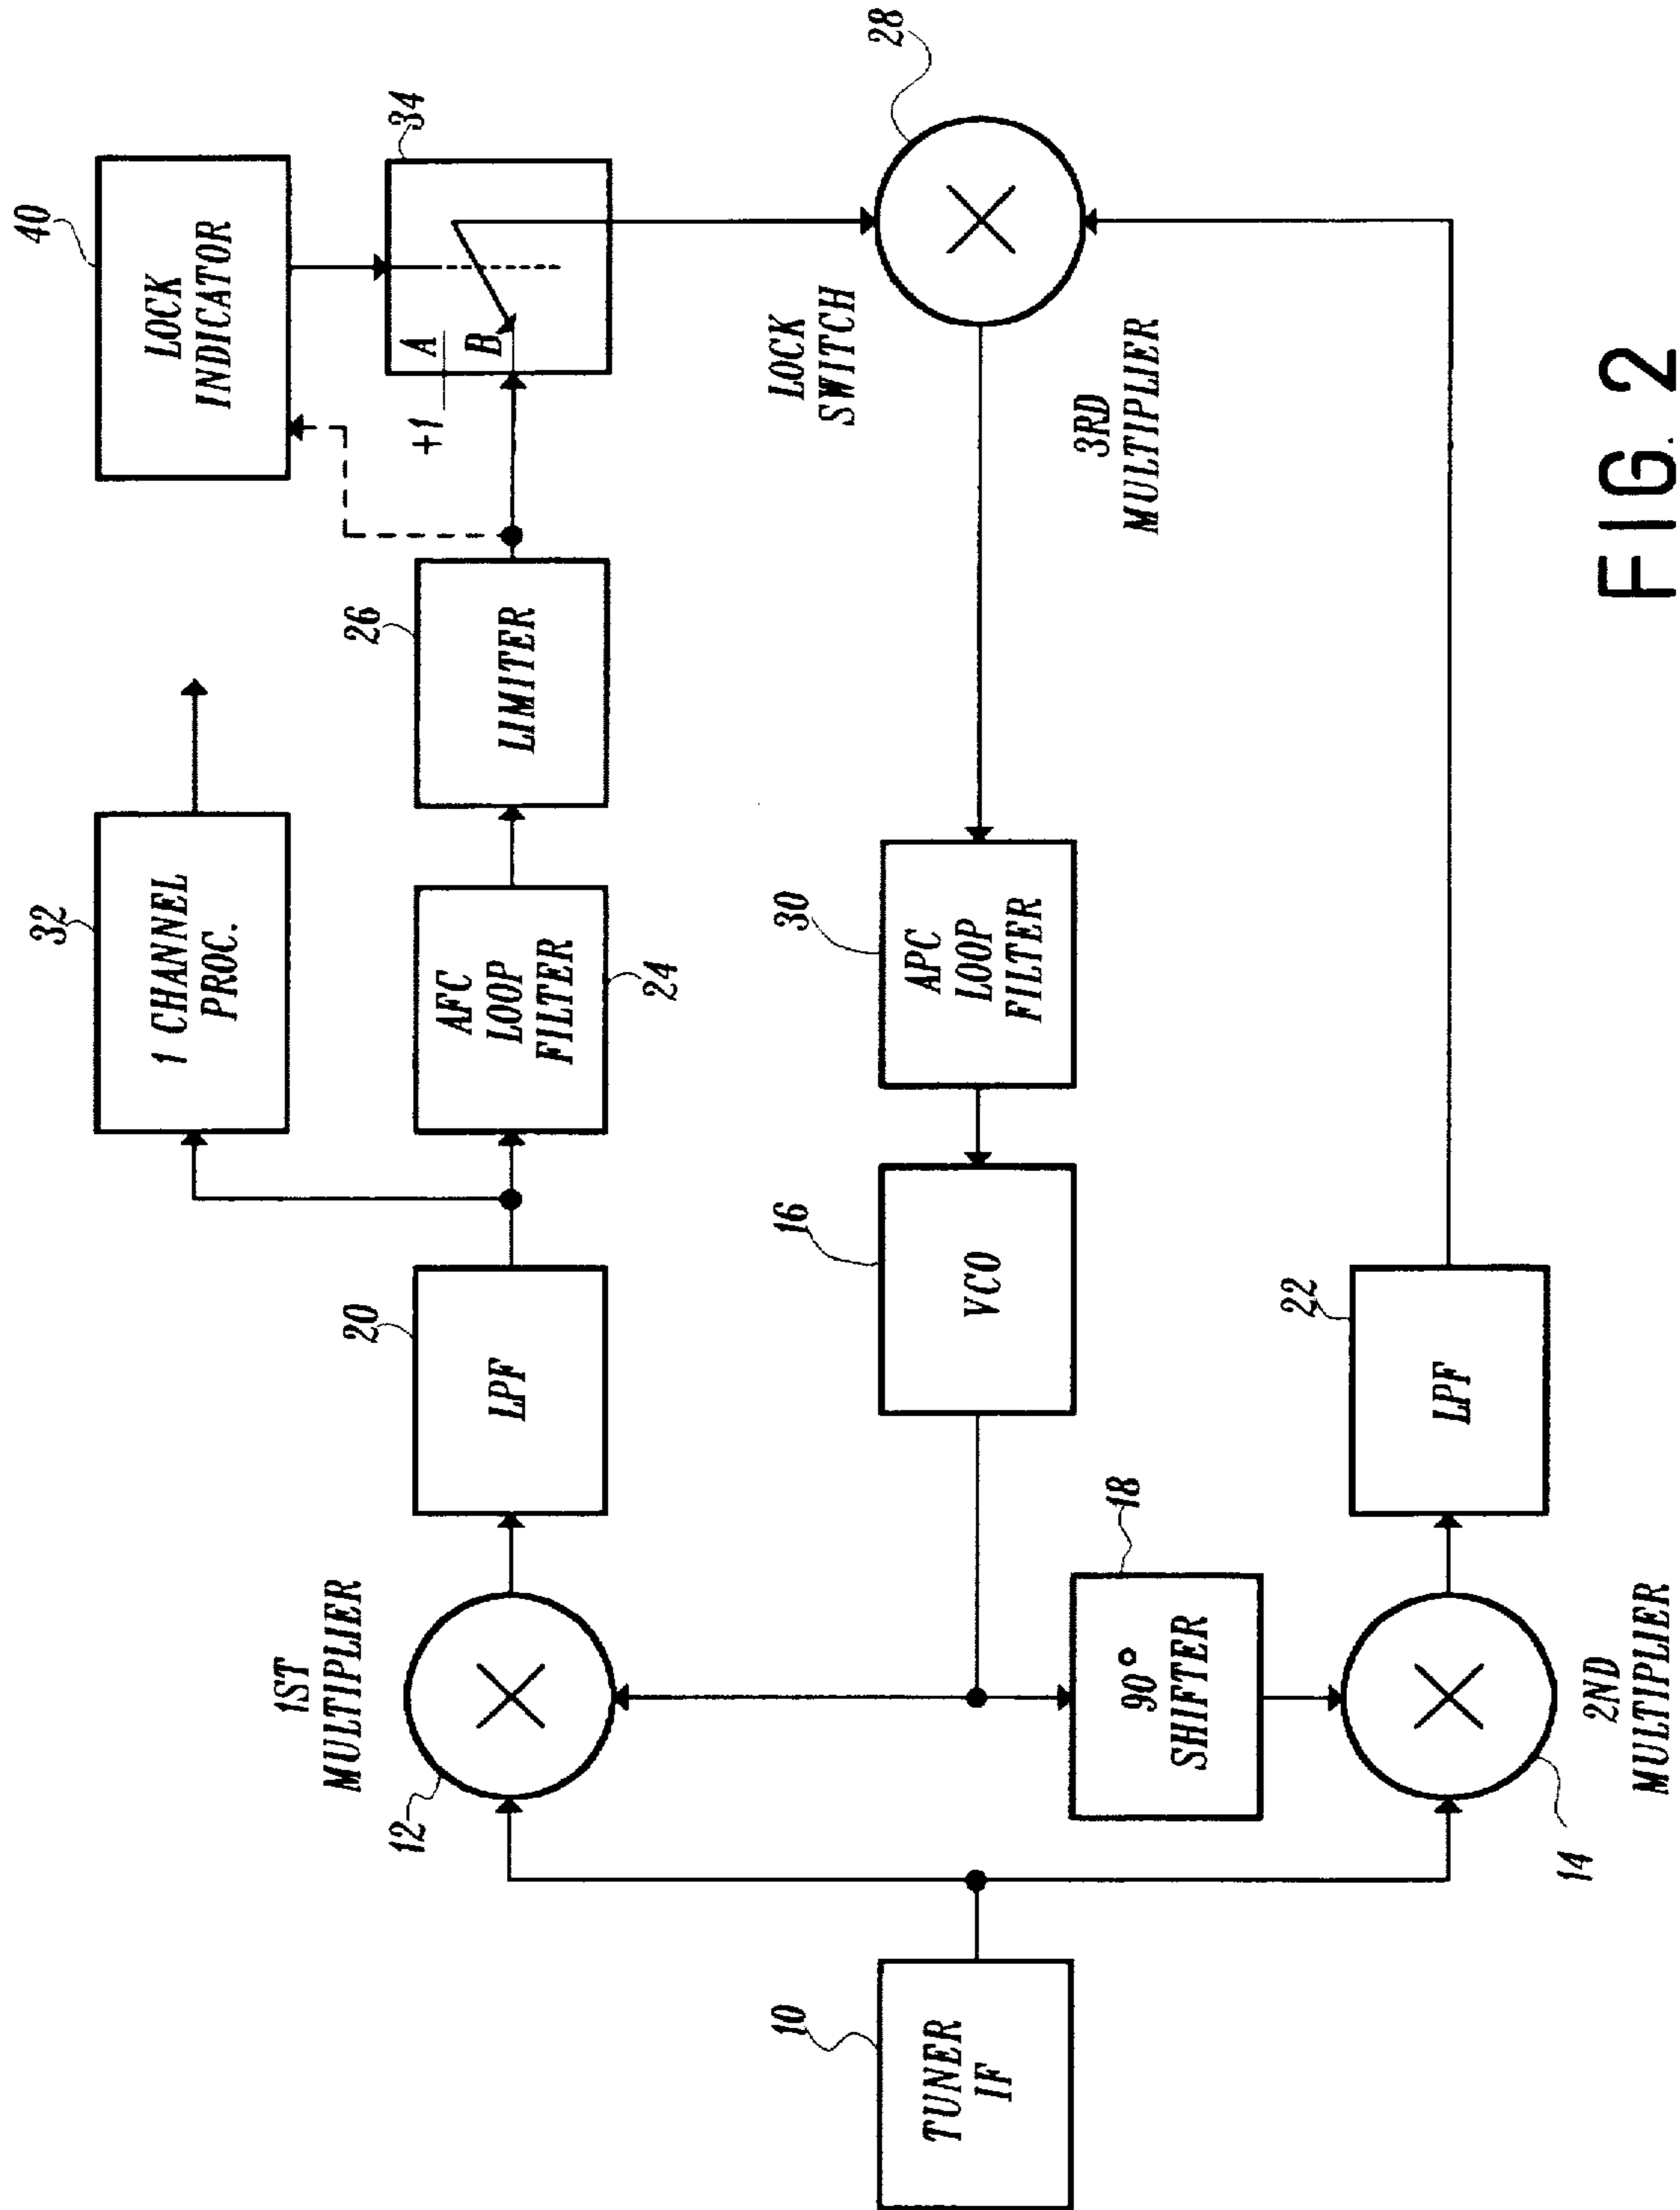 40
LOCK
INDICATOR
32
1 CHANNEL
PROC.
34
+1
A
B
26
LIMITER
AFC
LOOP
FILTER
24
20
LPF
1ST
MULTIPLIER
12
LOCK
SWITCH
28
3RD
MULTIPLIER
30
APC
LOOP
FILTER
16
VCO
10
TUNER
IF
18
90°
SHIFTER
22
LPF
14
2ND
MULTIPLIER
FIG. 2